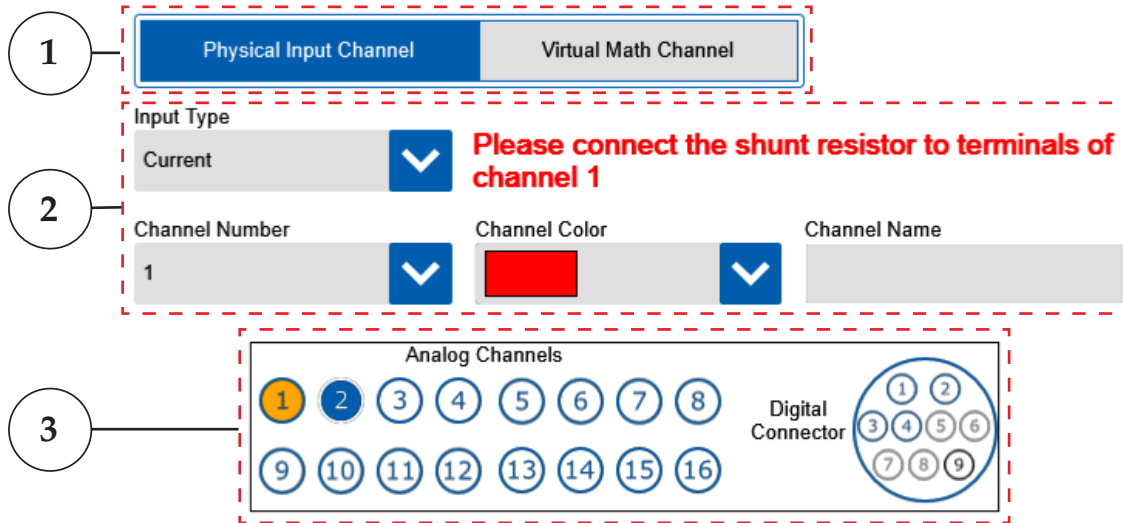 1
Physical Input Channel Virtual Math Channel
2
Input Type
Current
Please connect the shunt resistor to terminals of
channel 1
Channel Number Channel Color Channel Name
1
3
Analog Channels
1 2 3 4 5 6 7 8
9 10 11 12 13 14 15 16
Digital
Connector
1 2
3 4 5 6
7 8 9